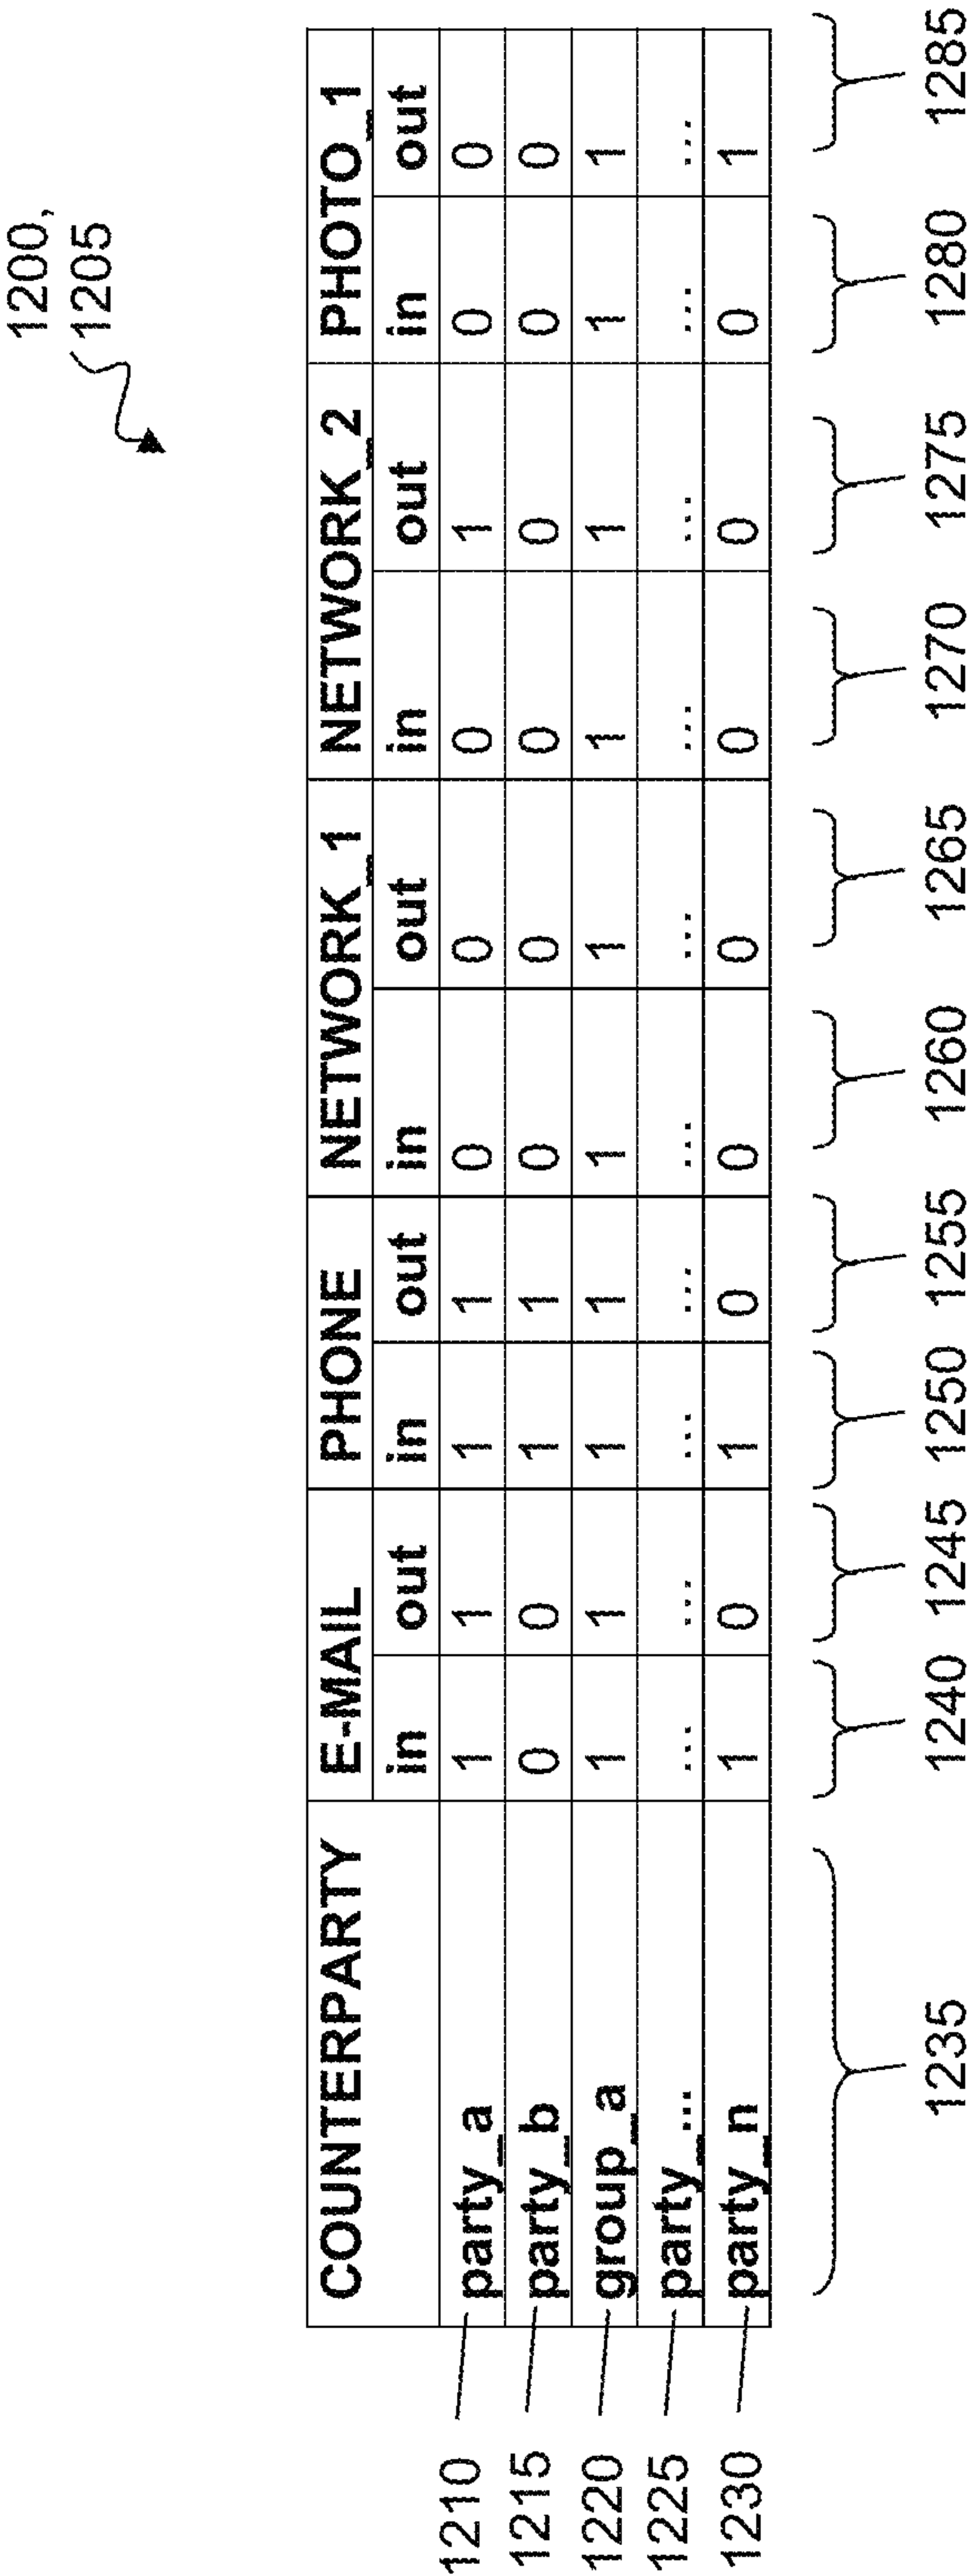 1200,
1205
COUNTERPARTY E-MAIL PHONE NETWORK_1 NETWORK_2 PHOTO_1
in out in out in out in out in out
1210 party_a 1 1 1 1 0 0 0 1 0 0
1215 party_b 0 0 1 1 0 0 0 0 0 0
1220 group_a 1 1 1 1 1 1 1 1 1 1
1225 party_... ... ... ... ... ... ... ... ... ... ...
1230 party_n 1 0 1 0 0 0 0 0 0 1
1235 1240 1245 1250 1255 1260 1265 1270 1275 1280 1285